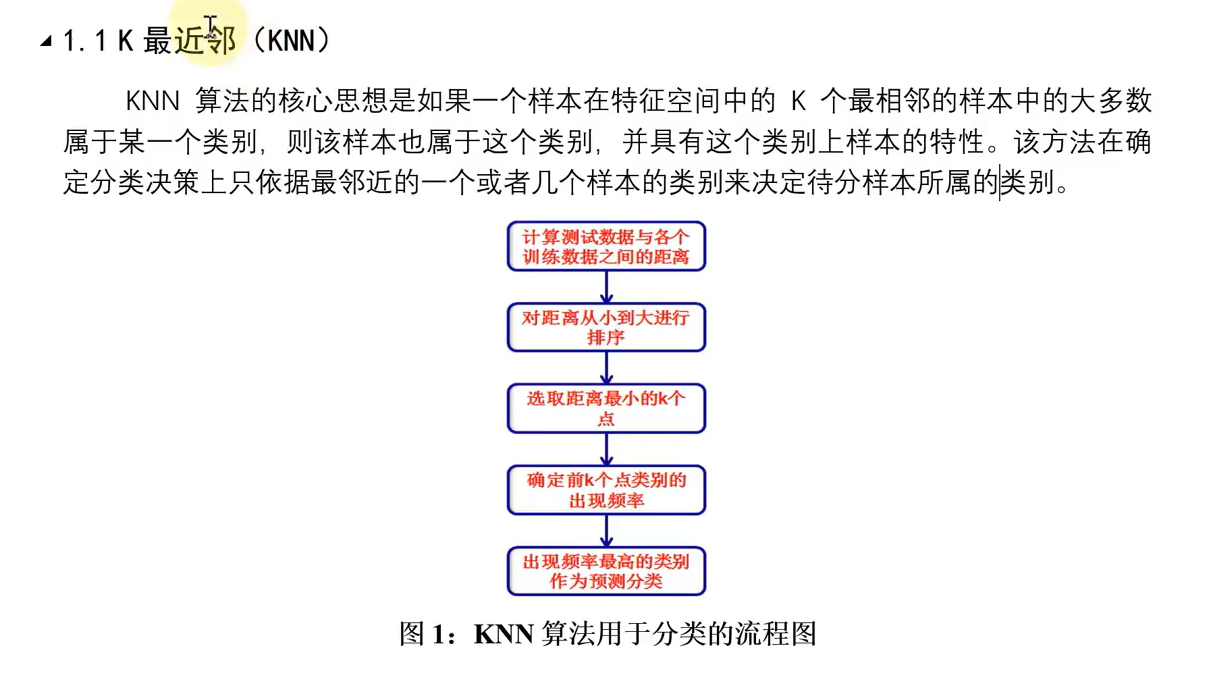 1.1 K 最近邻（KNN）
KNN 算法的核心思想是如果一个样本在特征空间中的 K 个最相邻的样本中的大多数
属于某一个类别，则该样本也属于这个类别，并具有这个类别上样本的特性。该方法在确
定分类决策上只依据最邻近的一个或者几个样本的类别来决定待分样本所属的类别。
计算测试数据与各个
训练数据之间的距离
对距离从小到大进行
排序
选取距离最小的k个
点
确定前k个点类别的
出现频率
出现频率最高的类别
作为预测分类
图 1：KNN 算法用于分类的流程图